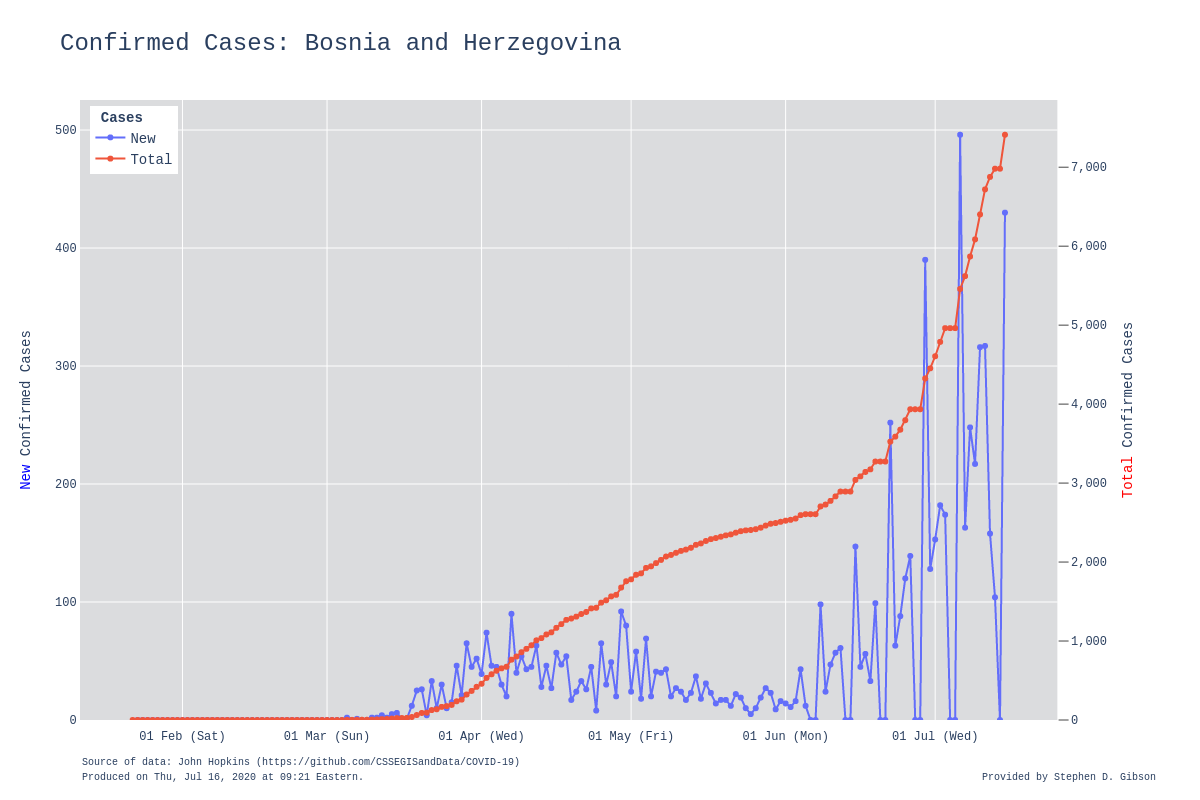 Confirmed Cases: Bosnia and Herzegovina
Cases
New
Total
500
400
300
200
100
0
New Confirmed Cases
7,000
6,000
5,000
4,000
3,000
2,000
1,000
0
Total Confirmed Cases
01 Feb (Sat) 01 Mar (Sun) 01 Apr (Wed) 01 May (Fri) 01 Jun (Mon) 01 Jul (Wed)
Source of data: John Hopkins (https://github.com/CSSEGISandData/COVID-19)
Produced on Thu, Jul 16, 2020 at 09:21 Eastern.
Provided by Stephen D. Gibson